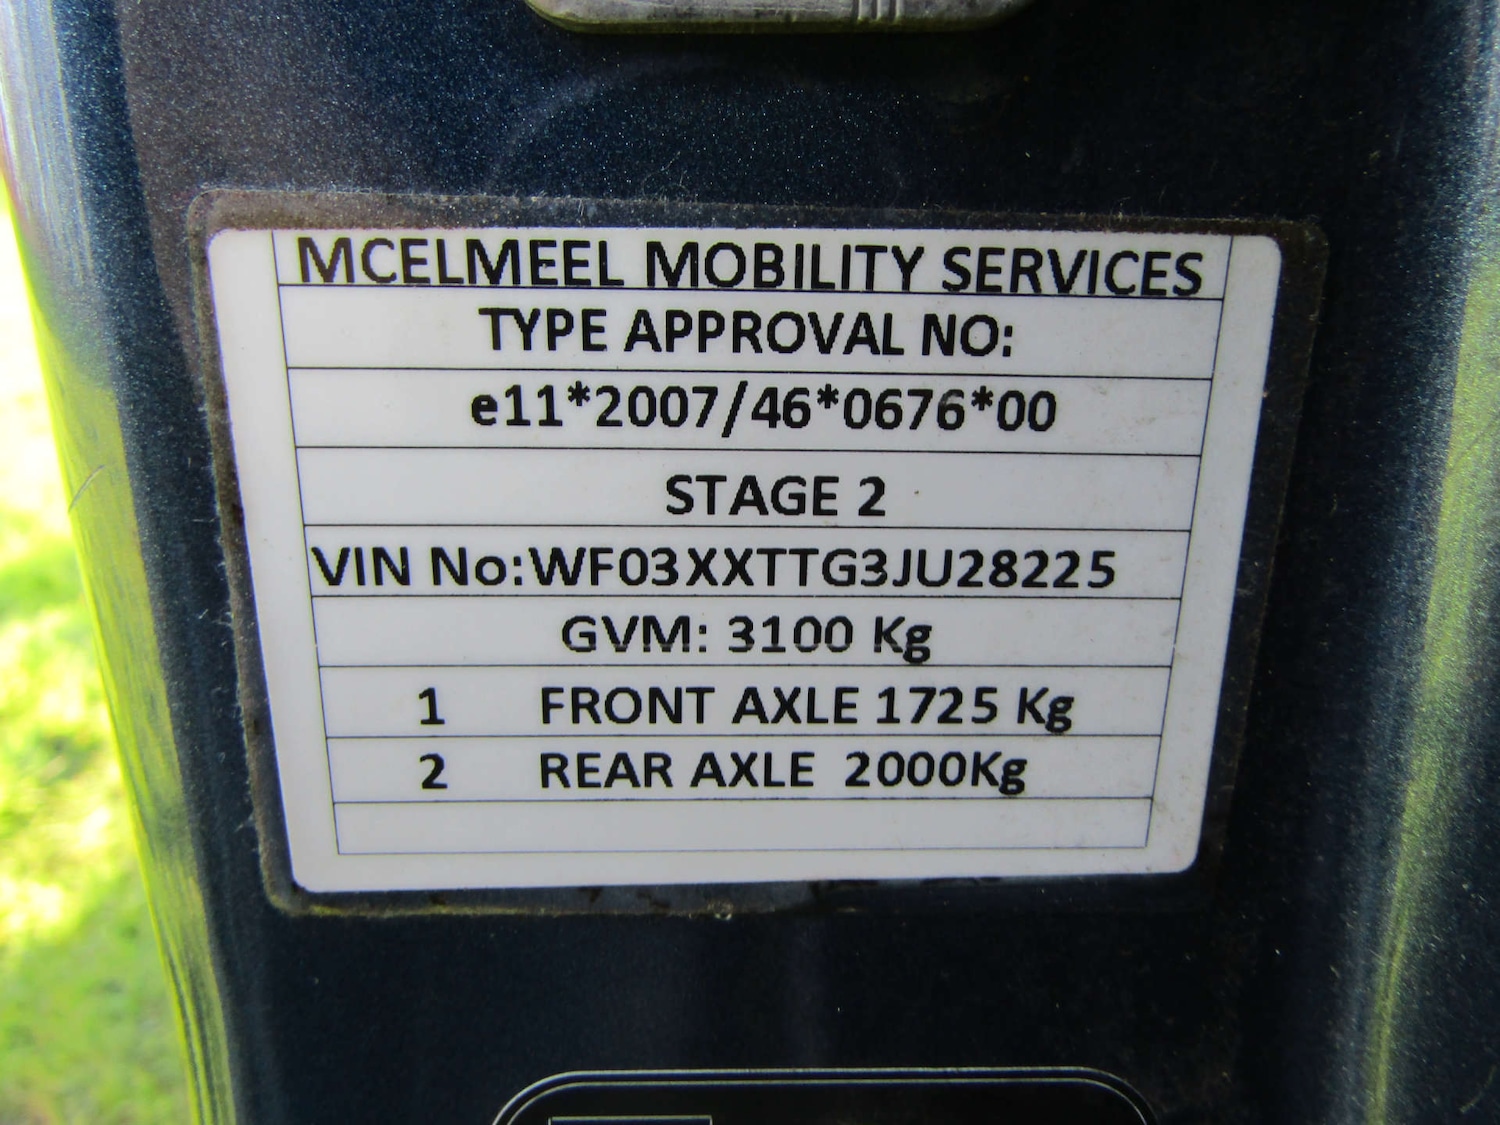 MCELMEEL MOBILITY SERVICES
TYPE APPROVAL NO:
e11*2007/46*0676*00
STAGE 2
VIN No:WF03XXTTG3JU28225
GVM: 3100 Kg
1 FRONT AXLE 1725 Kg
2 REAR AXLE 2000Kg